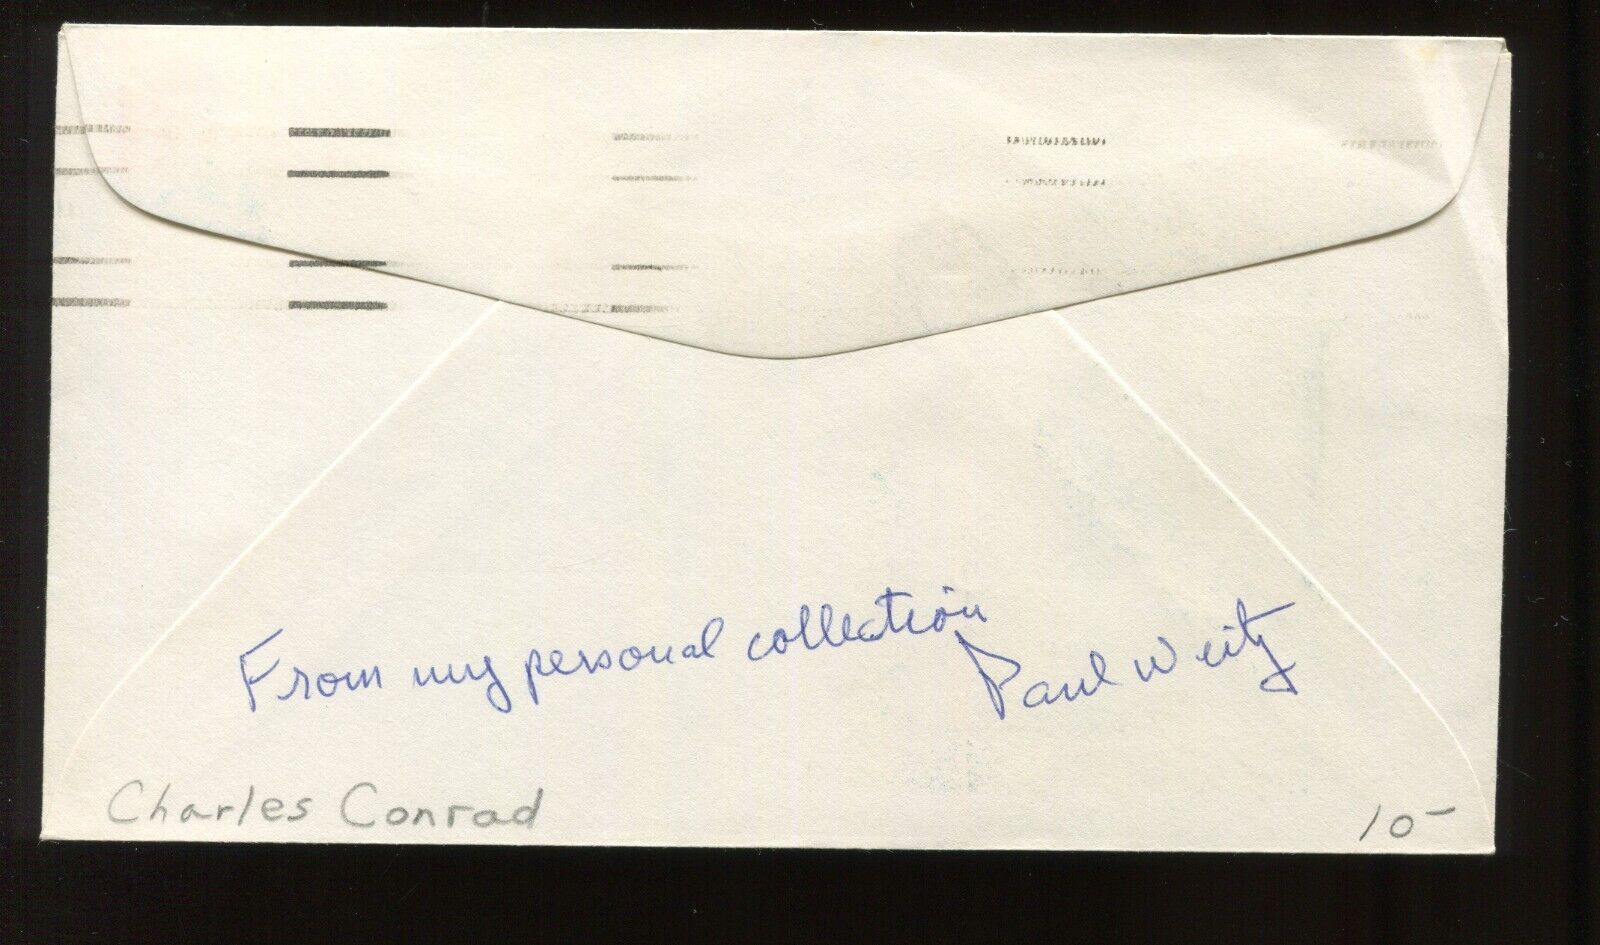 From my personal collection
Paul Weitz
Charles Conrad
10-